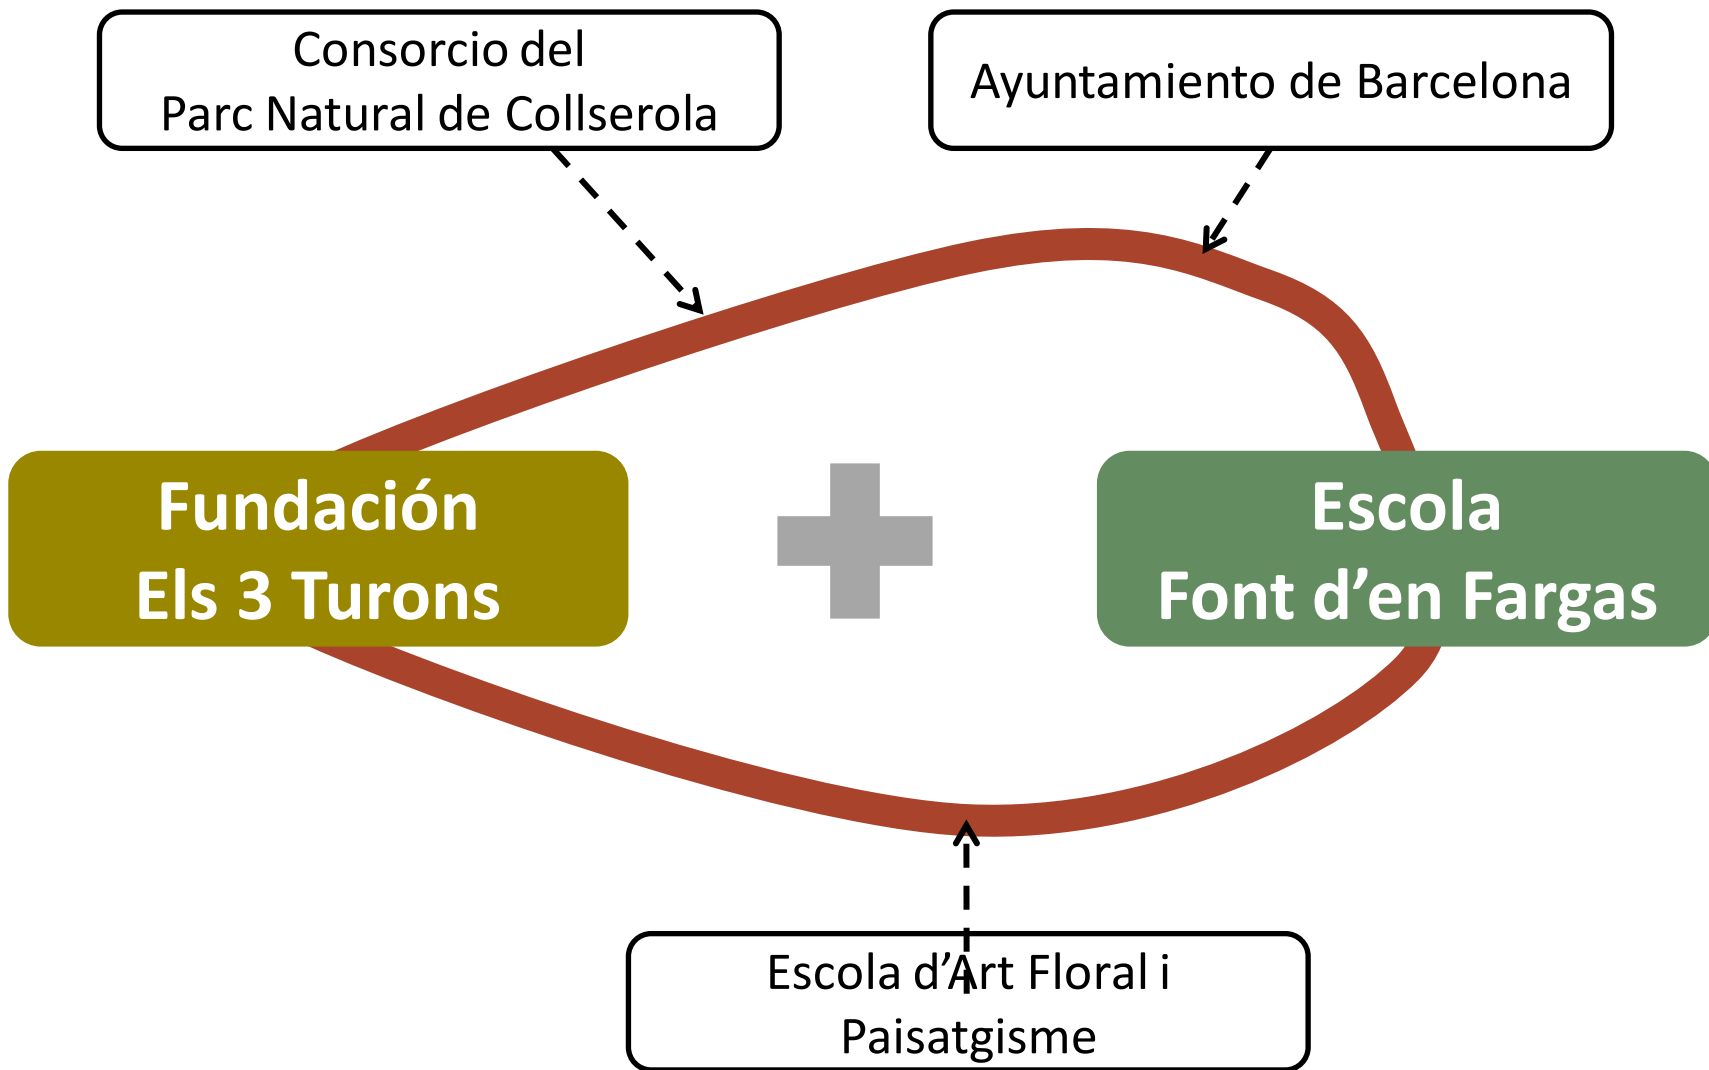 Consorcio del
Parc Natural de Collserola
Ayuntamiento de Barcelona
Fundación
Els 3 Turons
Escola
Font d’en Fargas
Escola d’Art Floral i
Paisatgisme